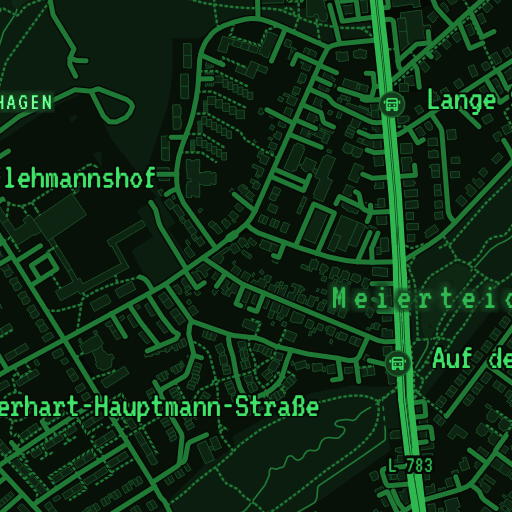 HAGEN
Lange
lehmannshof
Meierteic
Auf de
erhart-Hauptmann-Straße
L 783